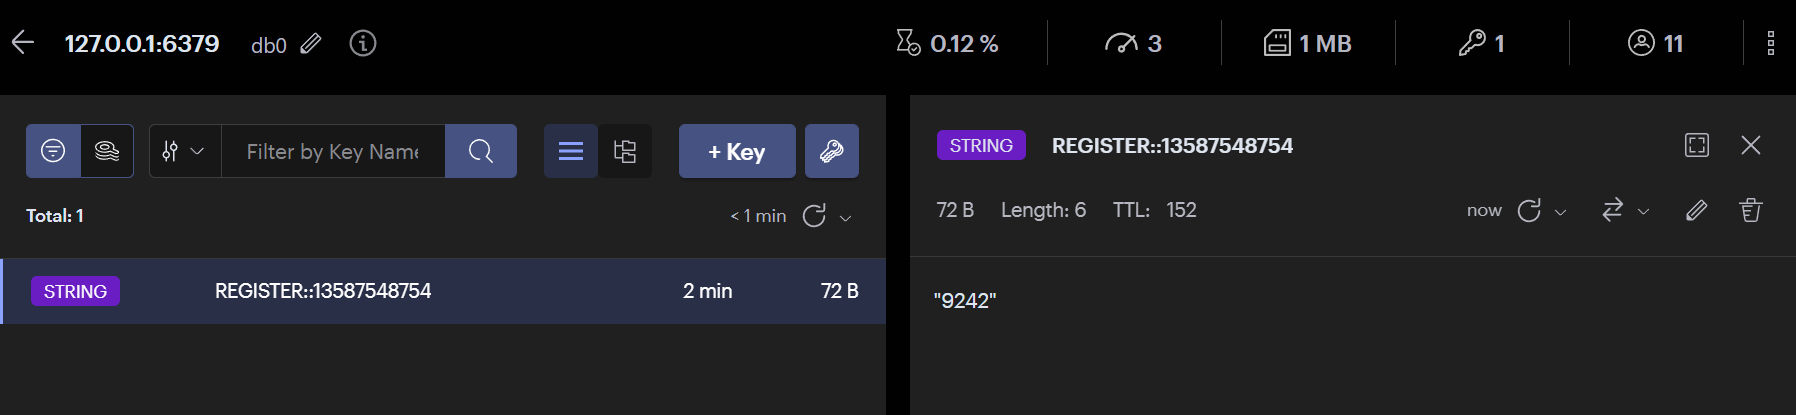 127.0.0.1:6379 db0 0.12 % 3 1 MB 1 11
Filter by Key Name + Key
Total: 1 < 1 min
STRING REGISTER::13587548754 2 min 72 B
STRING REGISTER::13587548754
72 B Length: 6 TTL: 152 now
"9242"